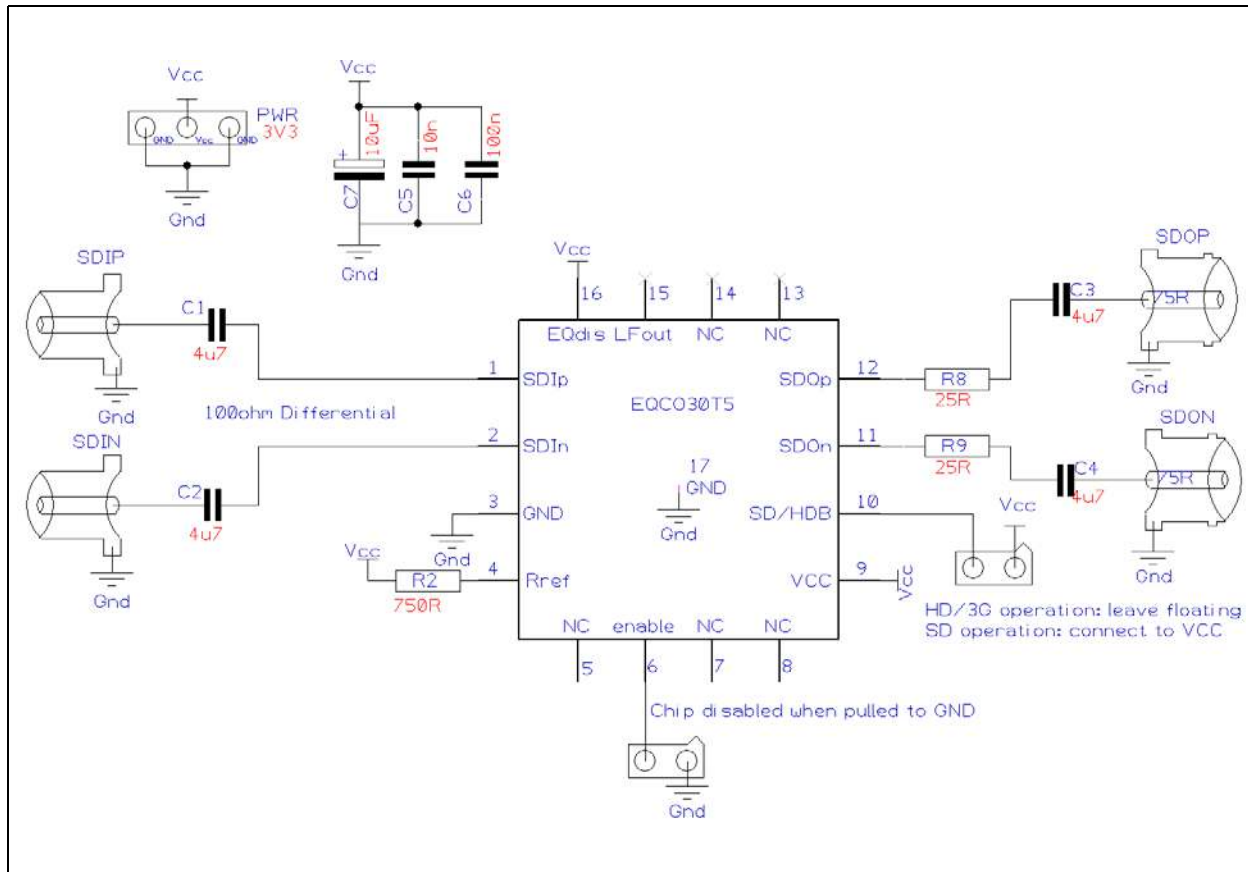 Vcc
PWR
3V3
GND
Vcc
GND
Gnd
Vcc
10uF
10n
100n
+
C7
C5
C6
Gnd
SDIP
C1
4u7
Gnd
100ohm Differential
SDIN
C2
4u7
Gnd
Vcc
16
15
14
13
EQdis
LFout
NC
NC
1
SDIp
2
SDIn
3
GND
Gnd
Vcc
R2
750R
4
Rref
EQCO30T5
17
GND
Gnd
12
SDOp
11
SDOn
10
SD/HDB
9
VCC
Vcc
NC
enable
NC
NC
5
6
7
8
R8
25R
R9
25R
C3
4u7
SDOP
75R
Gnd
C4
4u7
SDON
75R
Gnd
Vcc
HD/3G operation: leave floating
SD operation: connect to VCC
Chip disabled when pulled to GND
Gnd